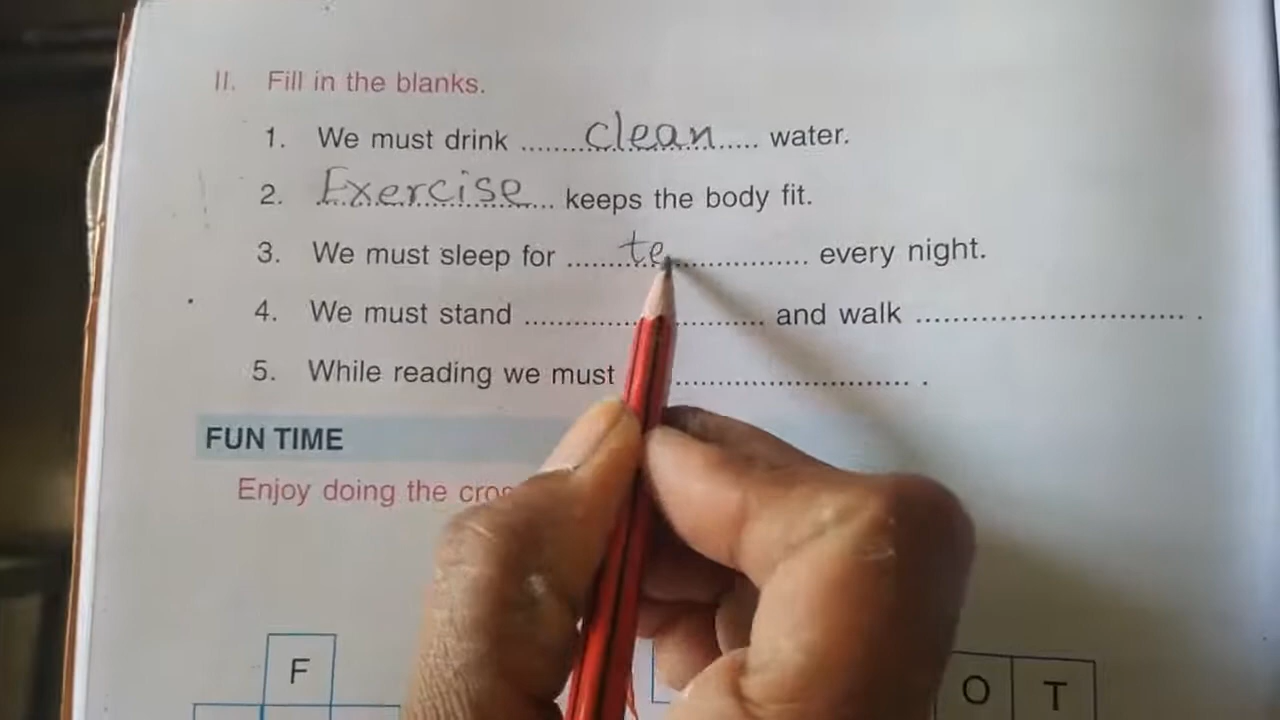 II. Fill in the blanks.
1. We must drink ........clean........ water.
2. Exercise... keeps the body fit.
3. We must sleep for ........te................ every night.
4. We must stand .............................. and walk .................................. .
5. While reading we must .............................. .
FUN TIME
Enjoy doing the
F
O T